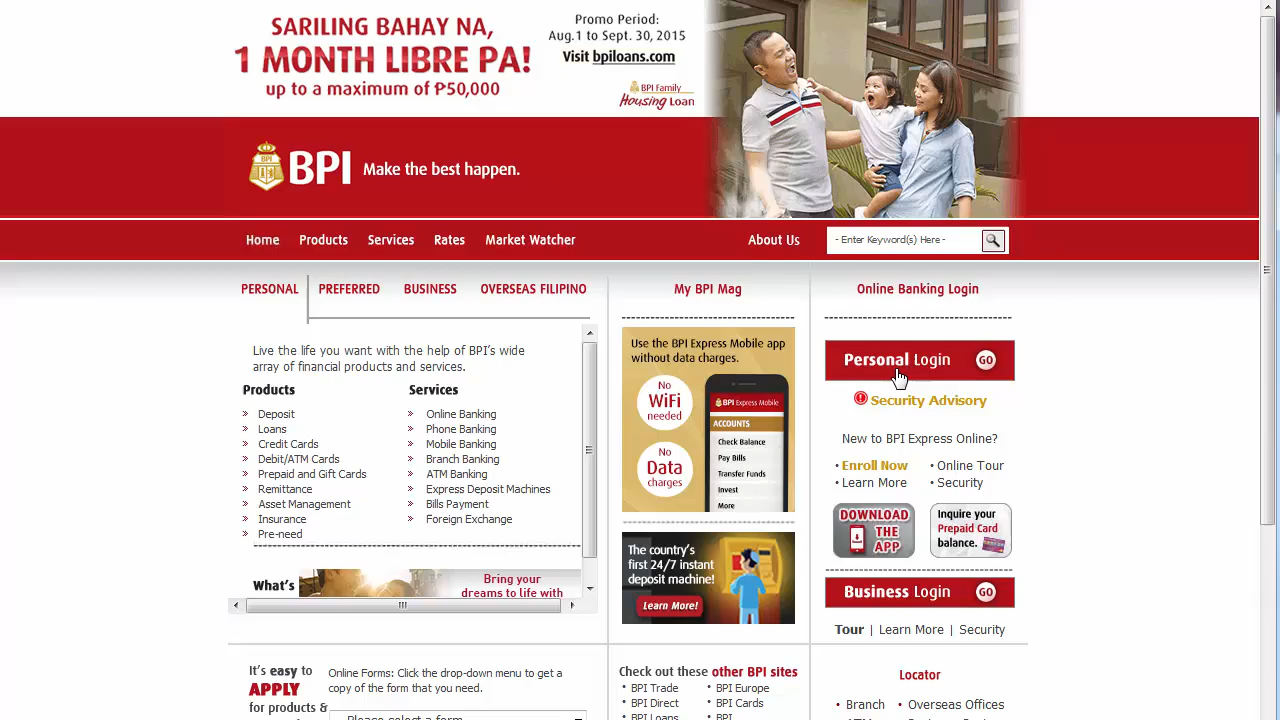 SARILING BAHAY NA,
1 MONTH LIBRE PA!
up to a maximum of ₱50,000
Promo Period:
Aug.1 to Sept. 30, 2015
Visit bpiloans.com
BPI Family
Housing Loan
BPI
BPI Make the best happen.
Home Products Services Rates Market Watcher About Us - Enter Keyword(s) Here -
PERSONAL PREFERRED BUSINESS OVERSEAS FILIPINO
Live the life you want with the help of BPI's wide
array of financial products and services.
Products
Deposit
Loans
Credit Cards
Debit/ATM Cards
Prepaid and Gift Cards
Remittance
Asset Management
Insurance
Pre-need
Services
Online Banking
Phone Banking
Mobile Banking
Branch Banking
ATM Banking
Express Deposit Machines
Bills Payment
Foreign Exchange
What's
Bring your
dreams to life with
My BPI Mag
Use the BPI Express Mobile app
without data charges.
No
WiFi
needed
No
Data
charges
BPI Express Mobile
ACCOUNTS
Check Balance
Pay Bills
Transfer Funds
Invest
More
The country's
first 24/7 instant
deposit machine!
Learn More!
Online Banking Login
Personal Login GO
Security Advisory
New to BPI Express Online?
• Enroll Now • Online Tour
• Learn More • Security
DOWNLOAD
THE
APP
Inquire your
Prepaid Card
balance.
Business Login GO
Tour | Learn More | Security
It's easy to
APPLY
for products &
Online Forms: Click the drop-down menu to get a
copy of the form that you need.
Please select a form
Check out these other BPI sites
• BPI Trade • BPI Europe
BPI Direct • BPI Cards
BPI Loans BPI
Locator
• Branch • Overseas Offices